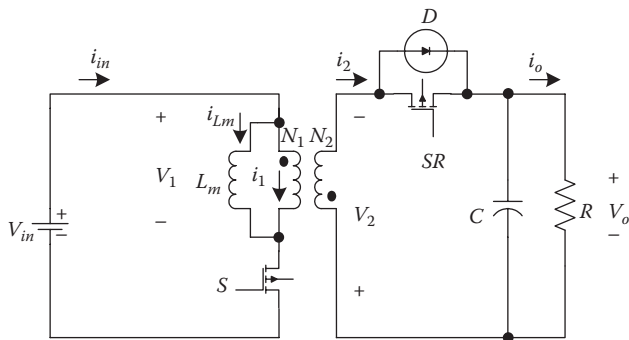 D
i_in
i_2
i_o
+
i_Lm
N_1 N_2
−
SR
V_1
L_m
i_1
V_in
+
−
−
V_2
C
R
+
V_o
−
S
+